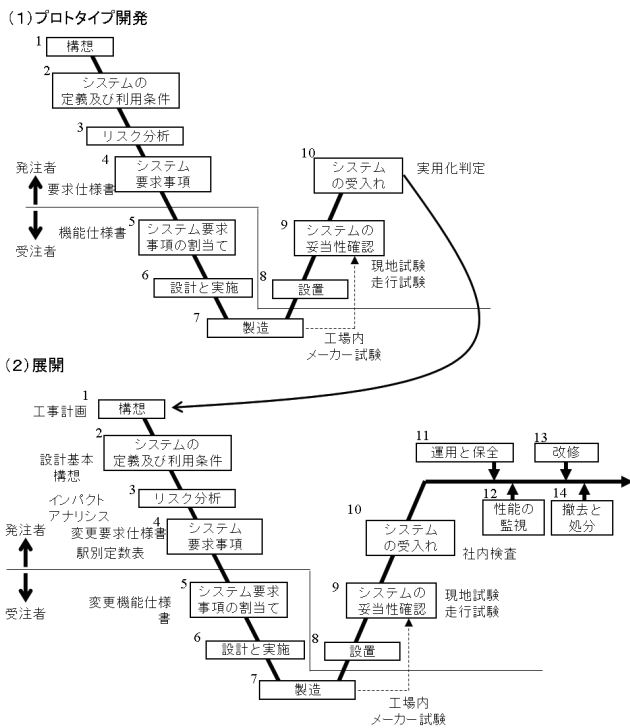 (1)プロトタイプ開発
1
構想
2
システムの
定義及び利用条件
3
リスク分析
4
システム
要求事項
発注者
要求仕様書
機能仕様書
受注者
5
システム要求
事項の割当て
6
設計と実施
7
製造
8
設置
9
システムの
妥当性確認
10
システム
の受入れ
実用化判定
現地試験
走行試験
工場内
メーカー試験
(2)展開
1
構想
工事計画
2
システムの
定義及び利用条件
設計基本
構想
3
リスク分析
インパクト
アナリシス
4
システム
要求事項
変更要求仕様書
駅別定数表
発注者
受注者
5
システム要求
事項の割当て
変更機能仕様
書
6
設計と実施
7
製造
8
設置
9
システムの
妥当性確認
現地試験
走行試験
10
システム
の受入れ
社内検査
工場内
メーカー試験
11
運用と保全
12
性能の
監視
13
改修
14
撤去と
処分